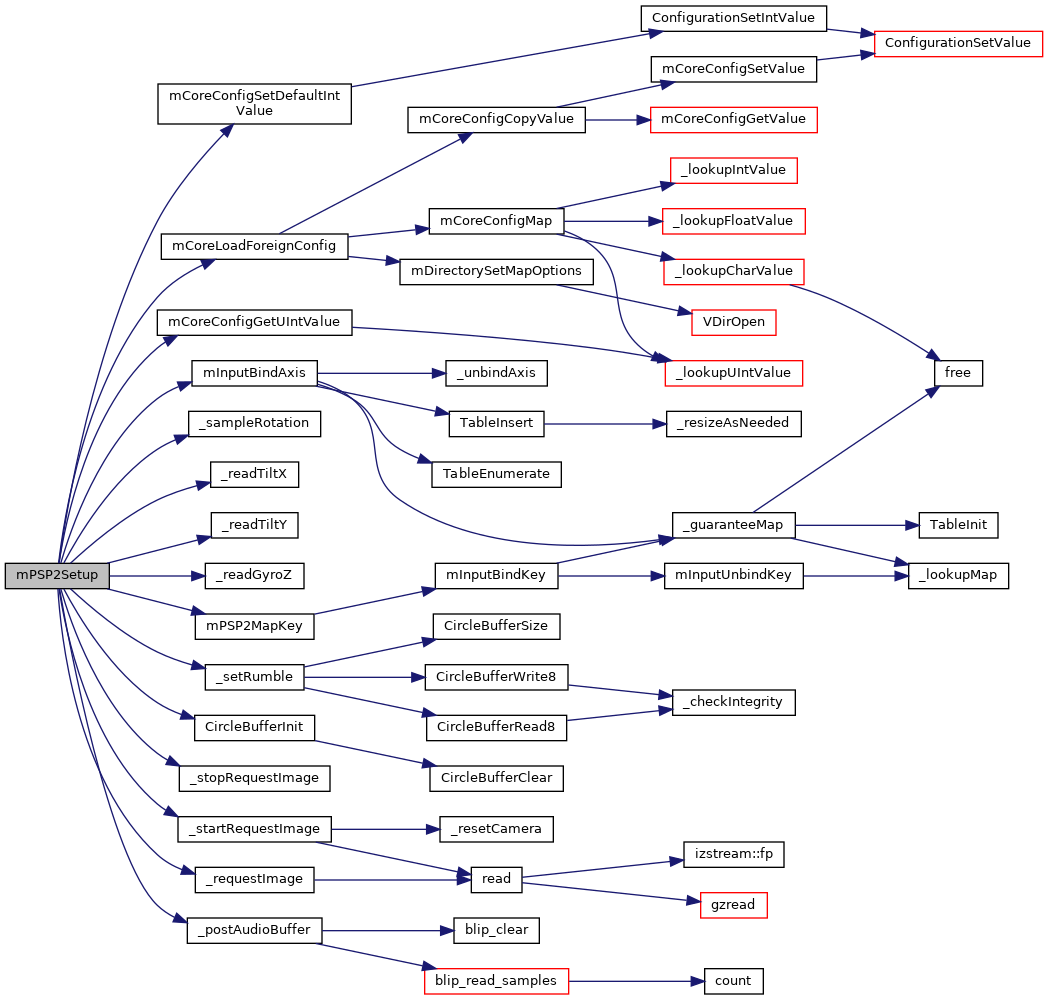 ConfigurationSetIntValue
ConfigurationSetValue
mCoreConfigSetValue
mCoreConfigSetDefaultInt
Value
mCoreConfigCopyValue
mCoreConfigGetValue
_lookupIntValue
mCoreConfigMap
_lookupFloatValue
mCoreLoadForeignConfig
mDirectorySetMapOptions
_lookupCharValue
mCoreConfigGetUIntValue
VDirOpen
mInputBindAxis
_unbindAxis
_lookupUIntValue
free
_sampleRotation
TableInsert
_resizeAsNeeded
_readTiltX
TableEnumerate
_readTiltY
_guaranteeMap
TableInit
mPSP2Setup
_readGyroZ
mInputBindKey
mInputUnbindKey
_lookupMap
mPSP2MapKey
CircleBufferSize
_setRumble
CircleBufferWrite8
_checkIntegrity
CircleBufferInit
CircleBufferRead8
_stopRequestImage
CircleBufferClear
_startRequestImage
_resetCamera
izstream::fp
_requestImage
read
gzread
_postAudioBuffer
blip_clear
blip_read_samples
count